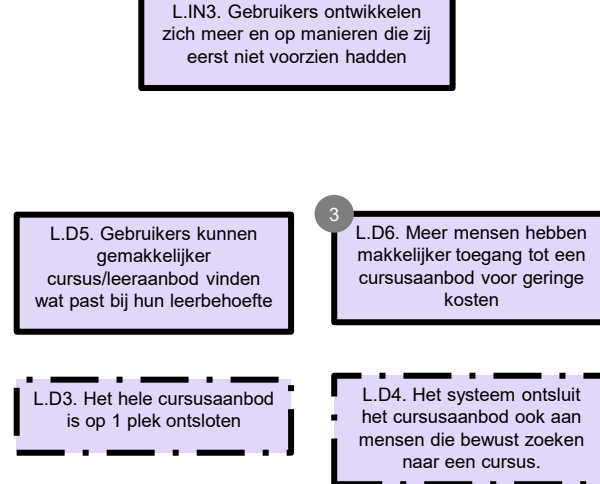 L.IN3. Gebruikers ontwikkelen
zich meer en op manieren die zij
eerst niet voorzien hadden
L.D5. Gebruikers kunnen
gemakkelijker
cursus/leeraanbod vinden
wat past bij hun leerbehoefte
3
L.D6. Meer mensen hebben
makkelijker toegang tot een
cursusaanbod voor geringe
kosten
L.D3. Het hele cursusaanbod
is op 1 plek ontsloten
L.D4. Het systeem ontsluit
het cursusaanbod ook aan
mensen die bewust zoeken
naar een cursus.